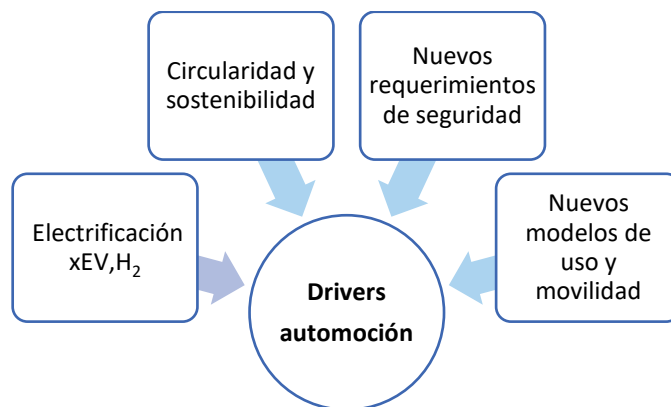 Circularidad y
sostenibilidad
Nuevos
requerimientos
de seguridad
Electrificación
xEV,H₂
Nuevos
modelos de
uso y
movilidad
Drivers
automoción